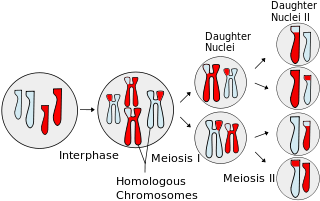 Daughter
Nuclei II
Daughter
Nuclei
Interphase
Meiosis I
Homologous
Chromosomes
Meiosis II